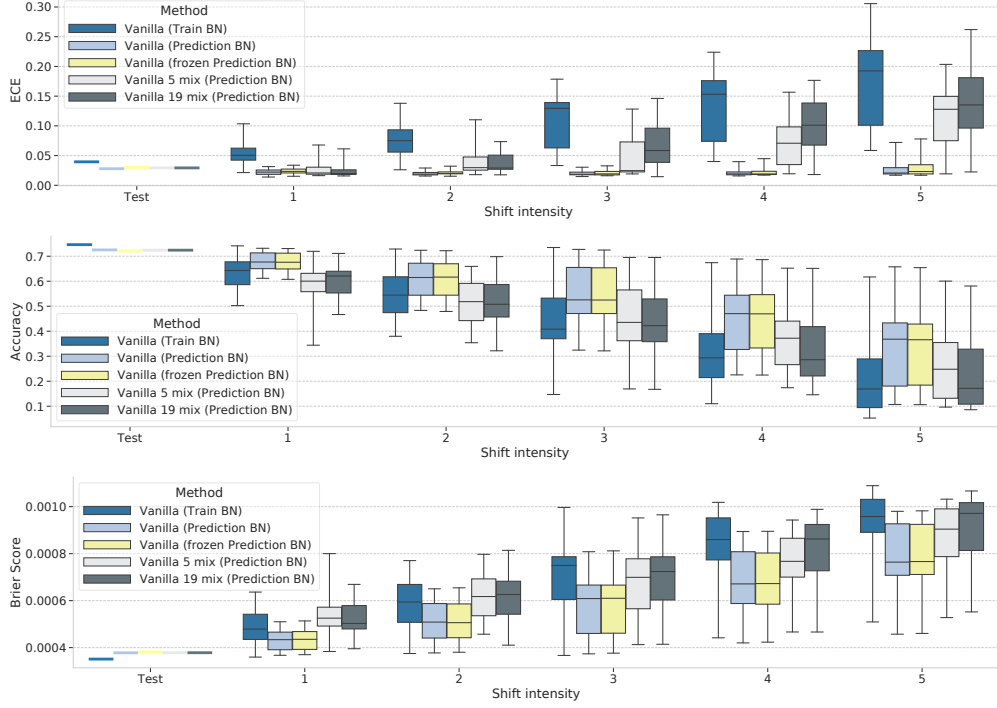 Method
Vanilla (Train BN)
Vanilla (Prediction BN)
Vanilla (frozen Prediction BN)
Vanilla 5 mix (Prediction BN)
Vanilla 19 mix (Prediction BN)
ECE
0.30
0.25
0.20
0.15
0.10
0.05
0.00
Test
1
2
3
4
5
Shift intensity
Accuracy
0.7
0.6
0.5
0.4
0.3
0.2
0.1
Method
Vanilla (Train BN)
Vanilla (Prediction BN)
Vanilla (frozen Prediction BN)
Vanilla 5 mix (Prediction BN)
Vanilla 19 mix (Prediction BN)
Test
1
2
3
4
5
Shift intensity
Method
Vanilla (Train BN)
Vanilla (Prediction BN)
Vanilla (frozen Prediction BN)
Vanilla 5 mix (Prediction BN)
Vanilla 19 mix (Prediction BN)
Brier Score
0.0010
0.0008
0.0006
0.0004
Test
1
2
3
4
5
Shift intensity